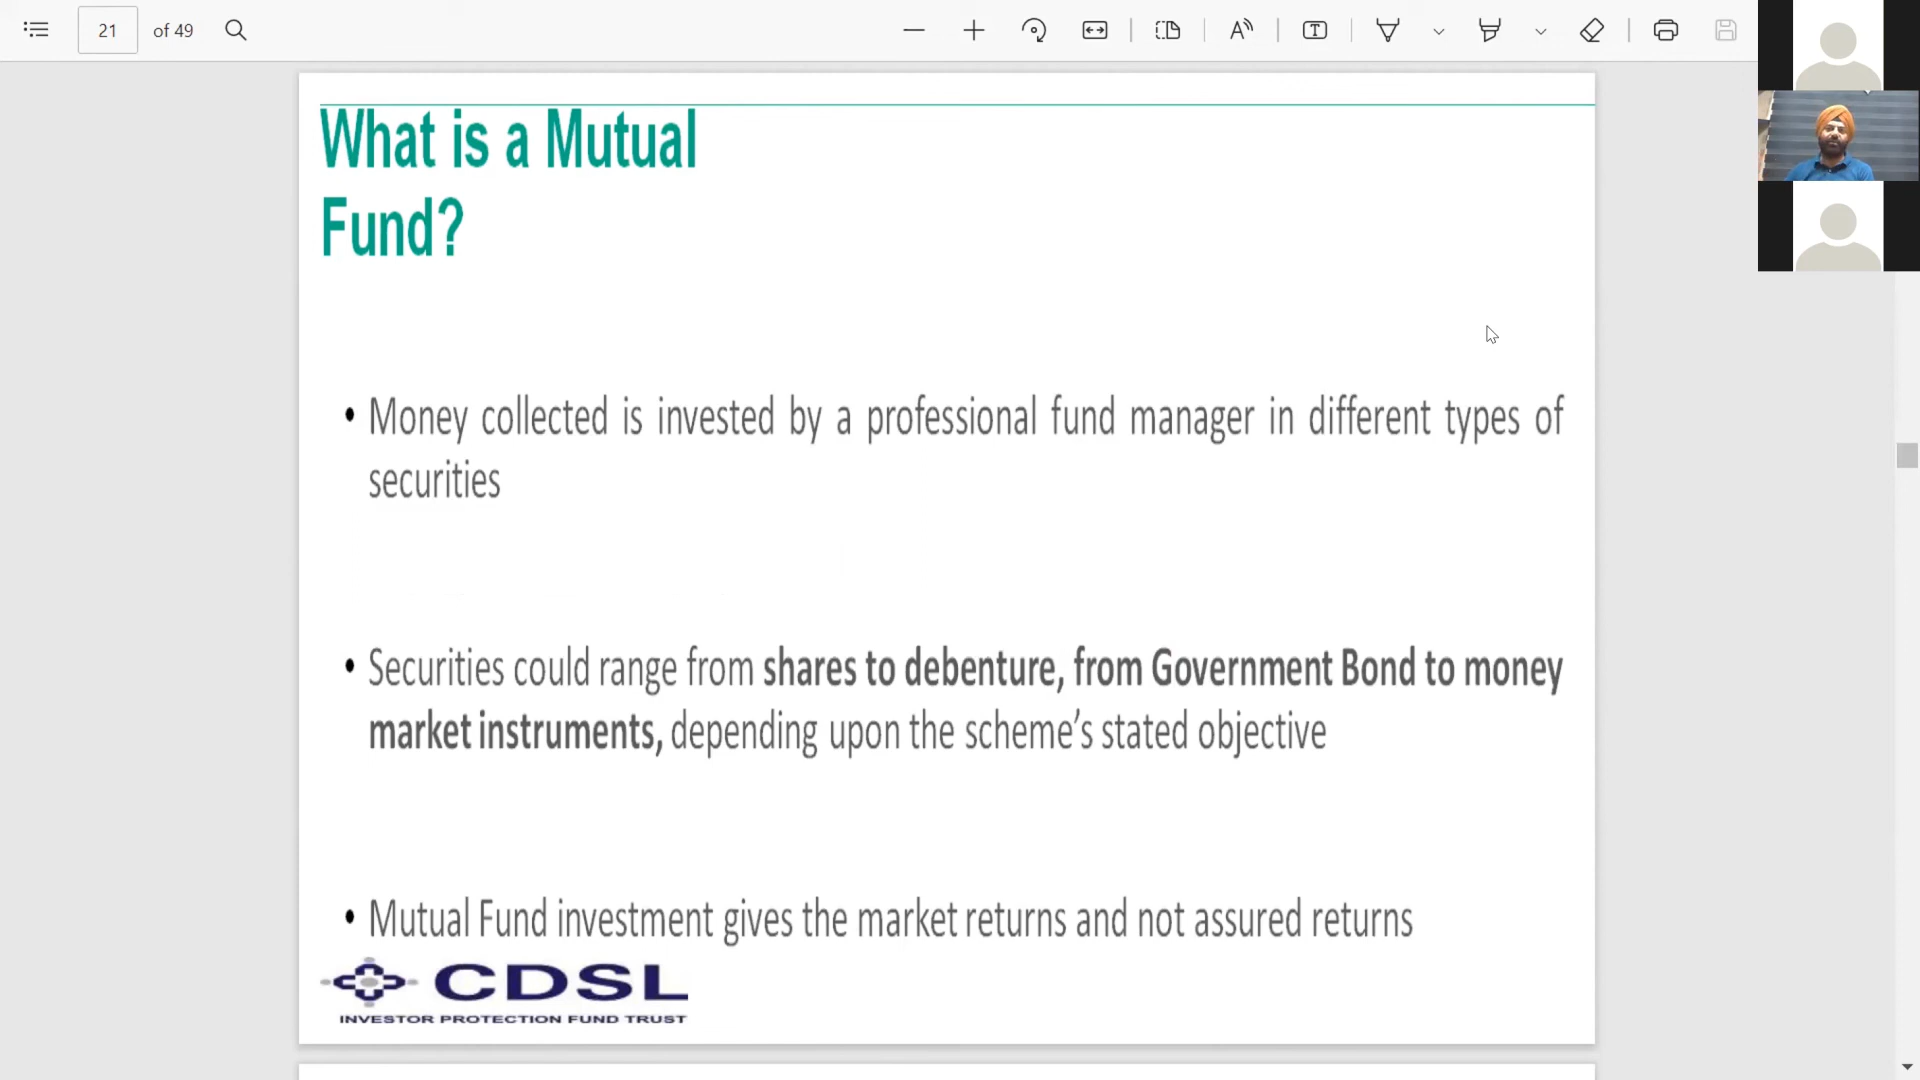 21 of 49
What is a Mutual
Fund?
• Money collected is invested by a professional fund manager in different types of
securities
• Securities could range from shares to debenture, from Government Bond to money
market instruments, depending upon the scheme’s stated objective
• Mutual Fund investment gives the market returns and not assured returns
CDSL
INVESTOR PROTECTION FUND TRUST